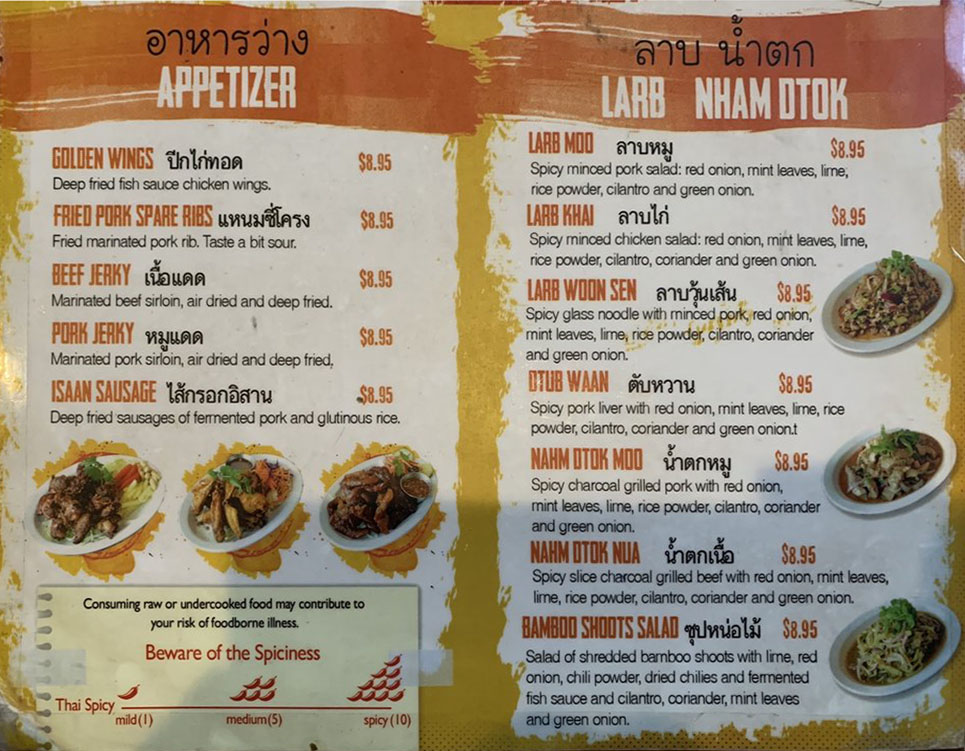 อาหารว่าง
APPETIZER
GOLDEN WINGS ปีกไก่ทอด $8.95
Deep fried fish sauce chicken wings.
FRIED PORK SPARE RIBS แหนมซี่โครง $8.95
Fried marinated pork rib. Taste a bit sour.
BEEF JERKY เนื้อแดด $8.95
Marinated beef sirloin, air dried and deep fried.
PORK JERKY หมูแดด $8.95
Marinated pork sirloin, air dried and deep fried.
ISAAN SAUSAGE ไส้กรอกอิสาน $8.95
Deep fried sausages of fermented pork and glutinous rice.
Consuming raw or undercooked food may contribute to
your risk of foodborne illness.
Beware of the Spiciness
Thai Spicy
mild (1) medium (5) spicy (10)
ลาบ น้ำตก
LARB NHAM DTOK
LARB MOO ลาบหมู $8.95
Spicy minced pork salad: red onion, mint leaves, lime,
rice powder, cilantro and green onion.
LARB KHAI ลาบไก่ $8.95
Spicy minced chicken salad: red onion, mint leaves, lime,
rice powder, cilantro, coriander and green onion.
LARB WOON SEN ลาบวุ้นเส้น $8.95
Spicy glass noodle with minced pork, red onion,
mint leaves, lime, rice powder, cilantro, coriander
and green onion.
DTUB WAAN ตับหวาน $8.95
Spicy pork liver with red onion, mint leaves, lime, rice
powder, cilantro, coriander and green onion.t
NAHM DTOK MOO น้ำตกหมู $8.95
Spicy charcoal grilled pork with red onion,
mint leaves, lime, rice powder, cilantro, coriander
and green onion.
NAHM DTOK NUA น้ำตกเนื้อ $8.95
Spicy slice charcoal grilled beef with red onion, mint leaves,
lime, rice powder, cilantro, coriander and green onion.
BAMBOO SHOOTS SALAD ซุปหน่อไม้ $8.95
Salad of shredded bamboo shoots with lime, red
onion, chili powder, dried chilies and fermented
fish sauce and cilantro, coriander, mint leaves
and green onion.